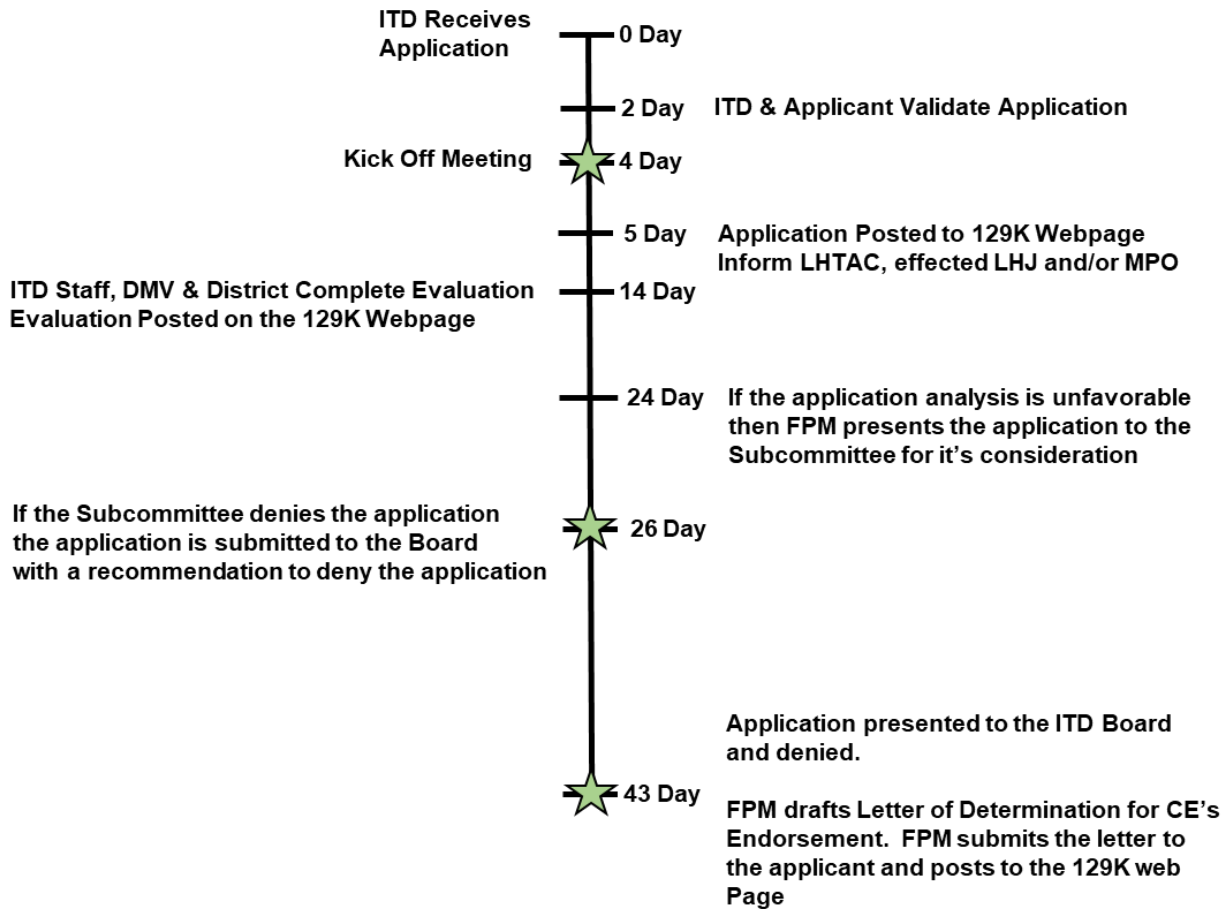 ITD Receives
Application
0 Day
2 Day
ITD & Applicant Validate Application
Kick Off Meeting
4 Day
5 Day
Application Posted to 129K Webpage
Inform LHTAC, effected LHJ and/or MPO
ITD Staff, DMV & District Complete Evaluation
Evaluation Posted on the 129K Webpage
14 Day
24 Day
If the application analysis is unfavorable
then FPM presents the application to the
Subcommittee for it's consideration
If the Subcommittee denies the application
the application is submitted to the Board
with a recommendation to deny the application
26 Day
43 Day
Application presented to the ITD Board
and denied.
FPM drafts Letter of Determination for CE's
Endorsement.  FPM submits the letter to
the applicant and posts to the 129K web
Page